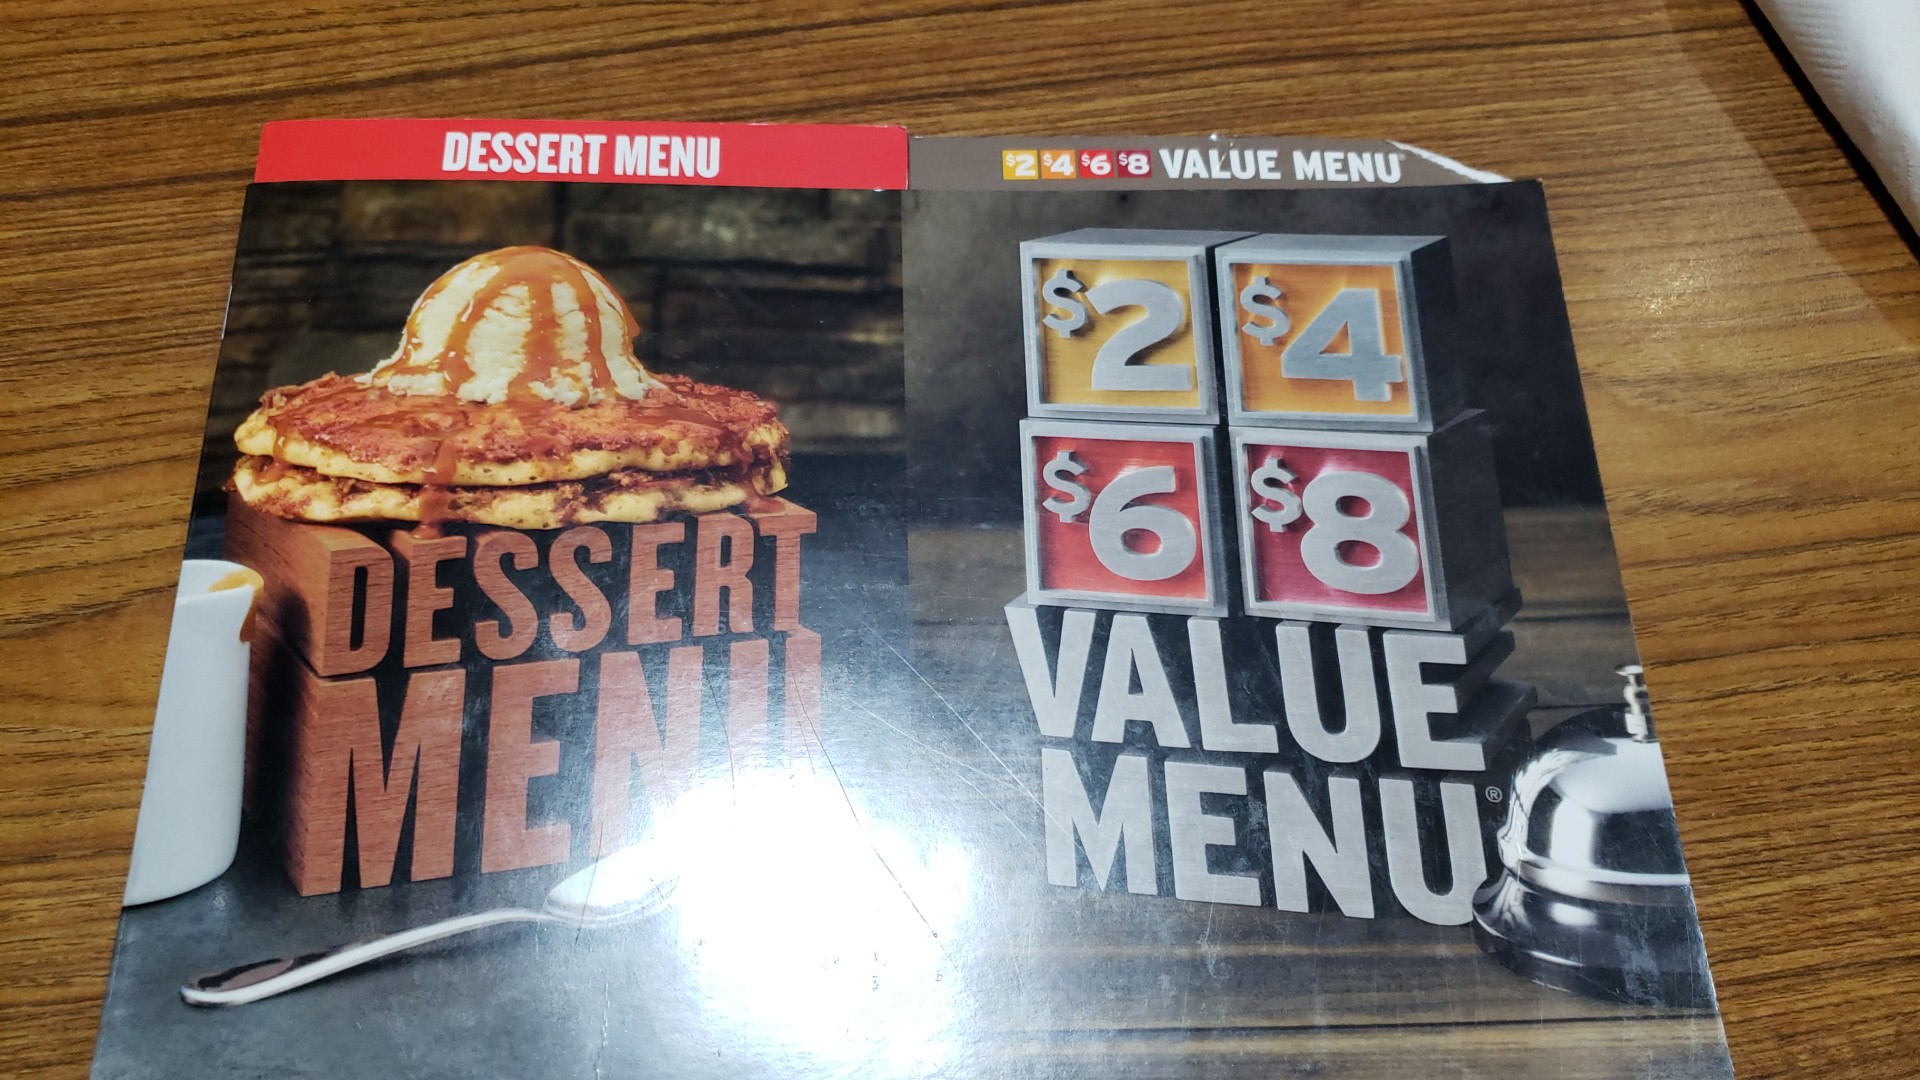 DESSERT MENU
$2 $4 $6 $8 VALUE MENU®
DESSERT
MENU
$2 $4
$6 $8
VALUE
MENU®